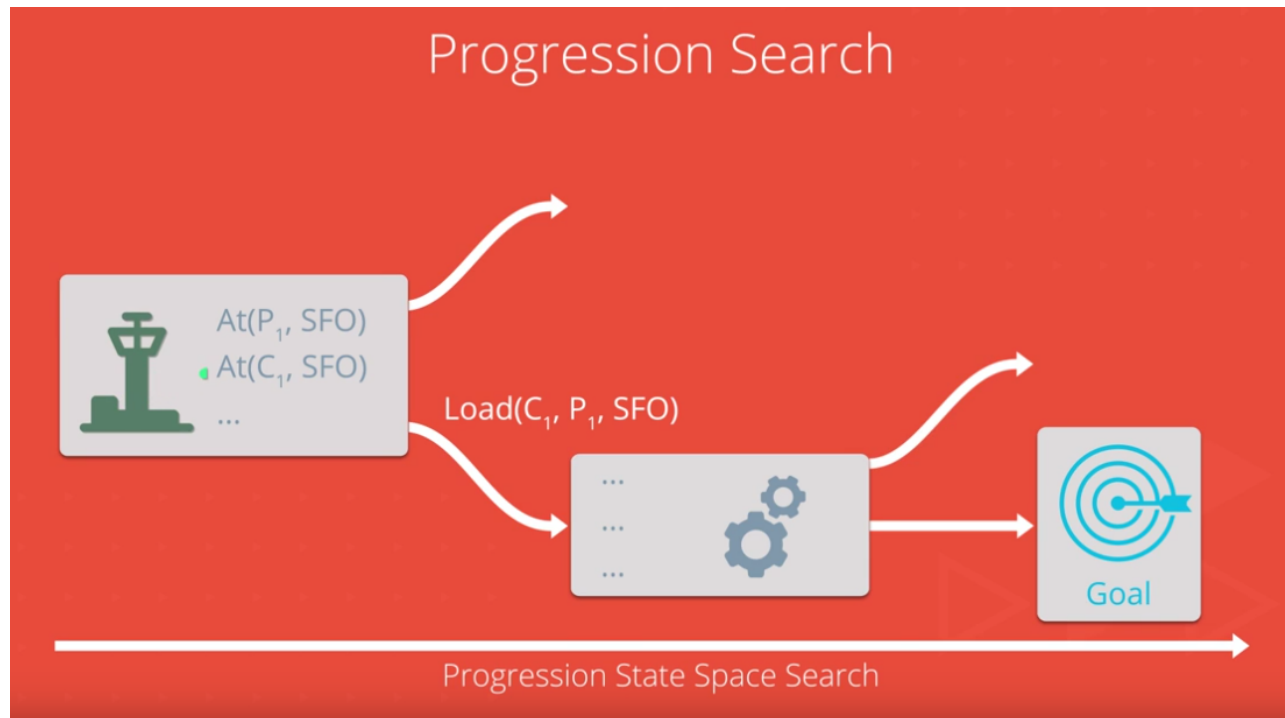 Progression Search
At(P₁, SFO)
At(C₁, SFO)
...
Load(C₁, P₁, SFO)
...
...
...
Goal
Progression State Space Search